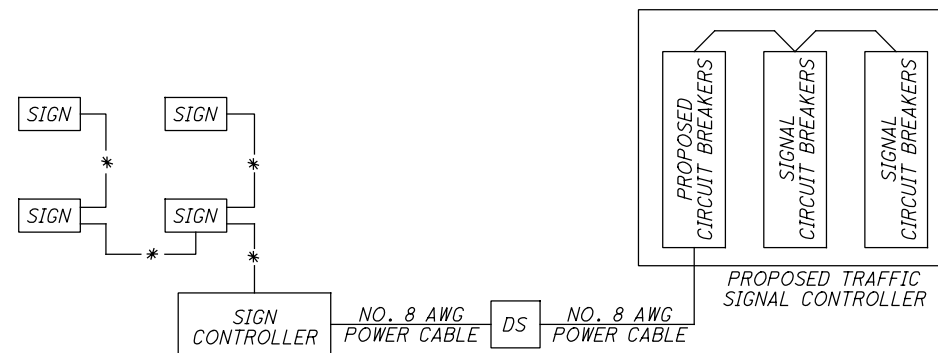 SIGN
SIGN
SIGN
SIGN
*
*
*
*
SIGN
CONTROLLER
NO. 8 AWG
POWER CABLE
DS
NO. 8 AWG
POWER CABLE
PROPOSED
CIRCUIT BREAKERS
SIGNAL
CIRCUIT BREAKERS
SIGNAL
CIRCUIT BREAKERS
PROPOSED TRAFFIC
SIGNAL CONTROLLER